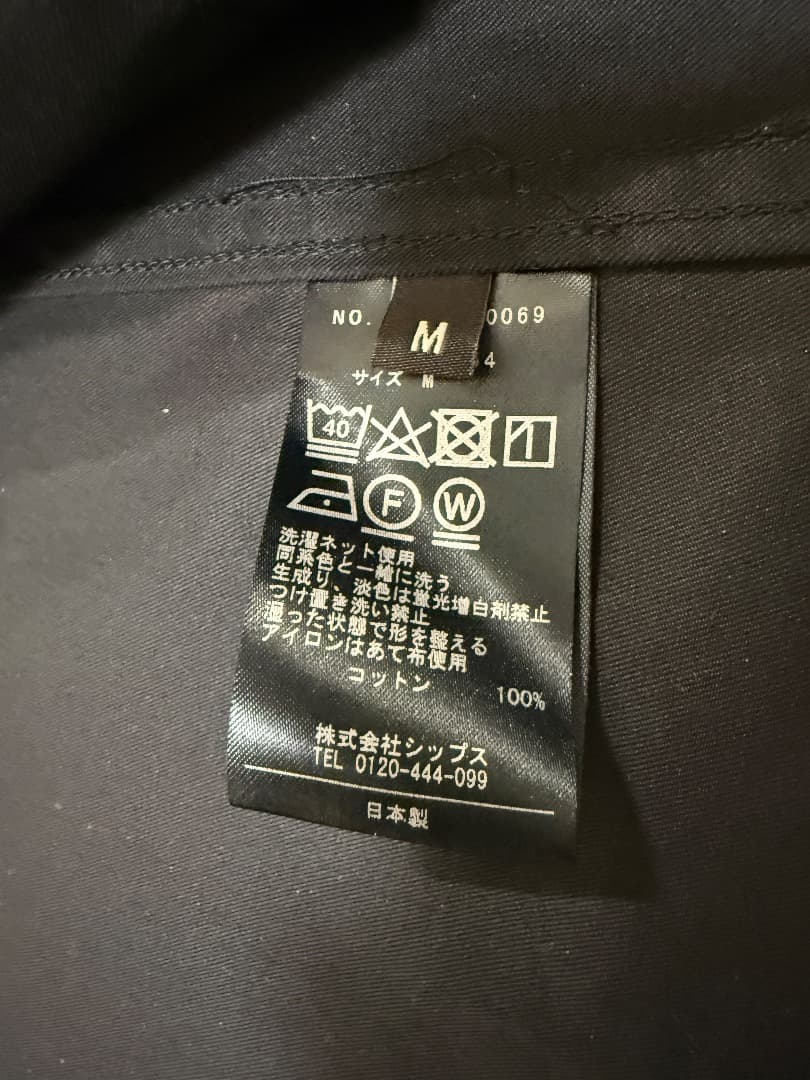 NO. 0069
M
4
サイズ M
40
F W
洗濯ネット使用
同系色と一緒に洗う
生成り、淡色は蛍光増白剤禁止
つけ置き洗い禁止
湿った状態で形を整える
アイロンはあて布使用
コットン 100%
株式会社シップス
TEL 0120-444-099
日本製